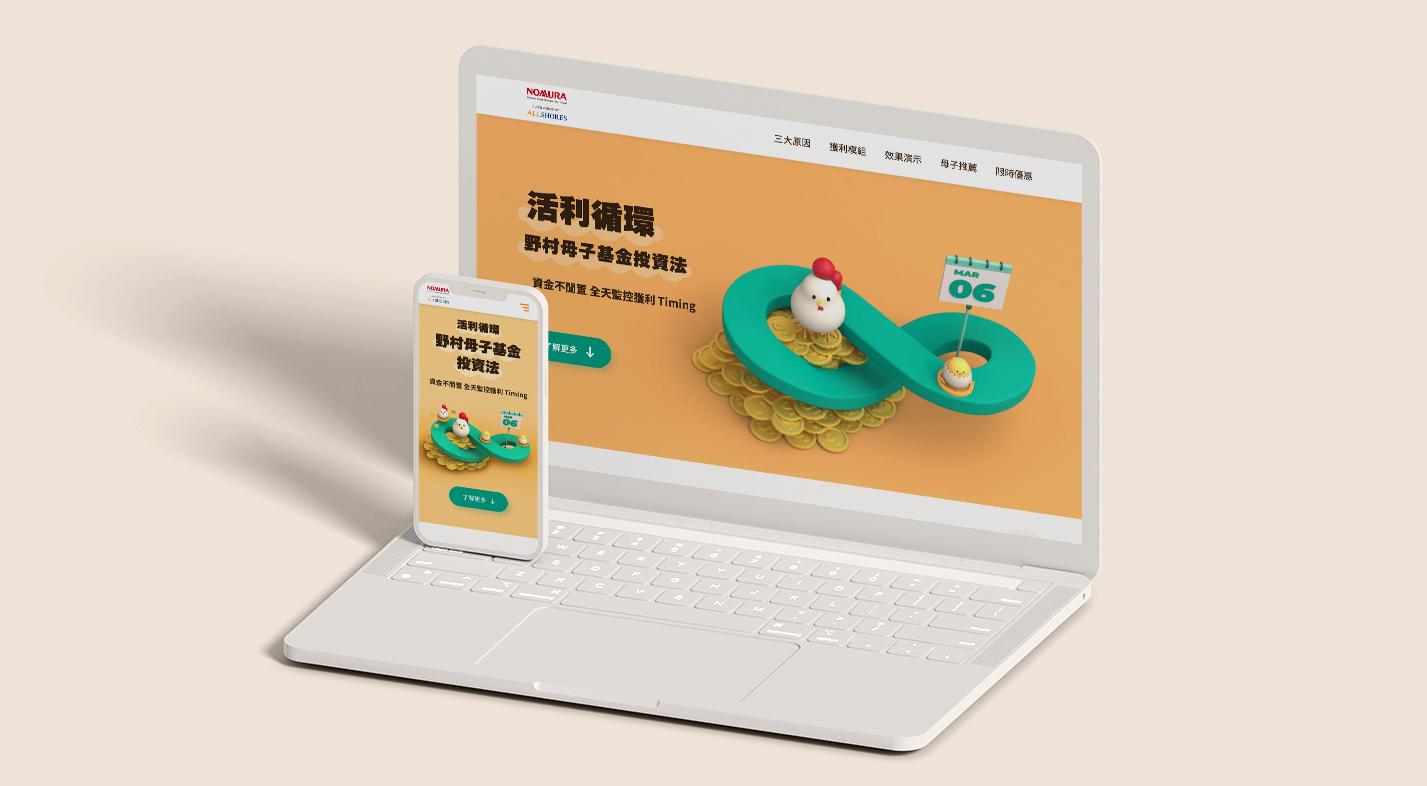 NOMURA
ALLSHORES
三大原因
獲利模組
效果演示
母子推薦
限時優惠
活利循環
野村母子基金投資法
資金不閒置 全天監控獲利 Timing
了解更多
MAR
06
NOMURA
ALLSHORES
活利循環
野村母子基金
投資法
資金不閒置 全天監控獲利 Timing
MAR
06
了解更多